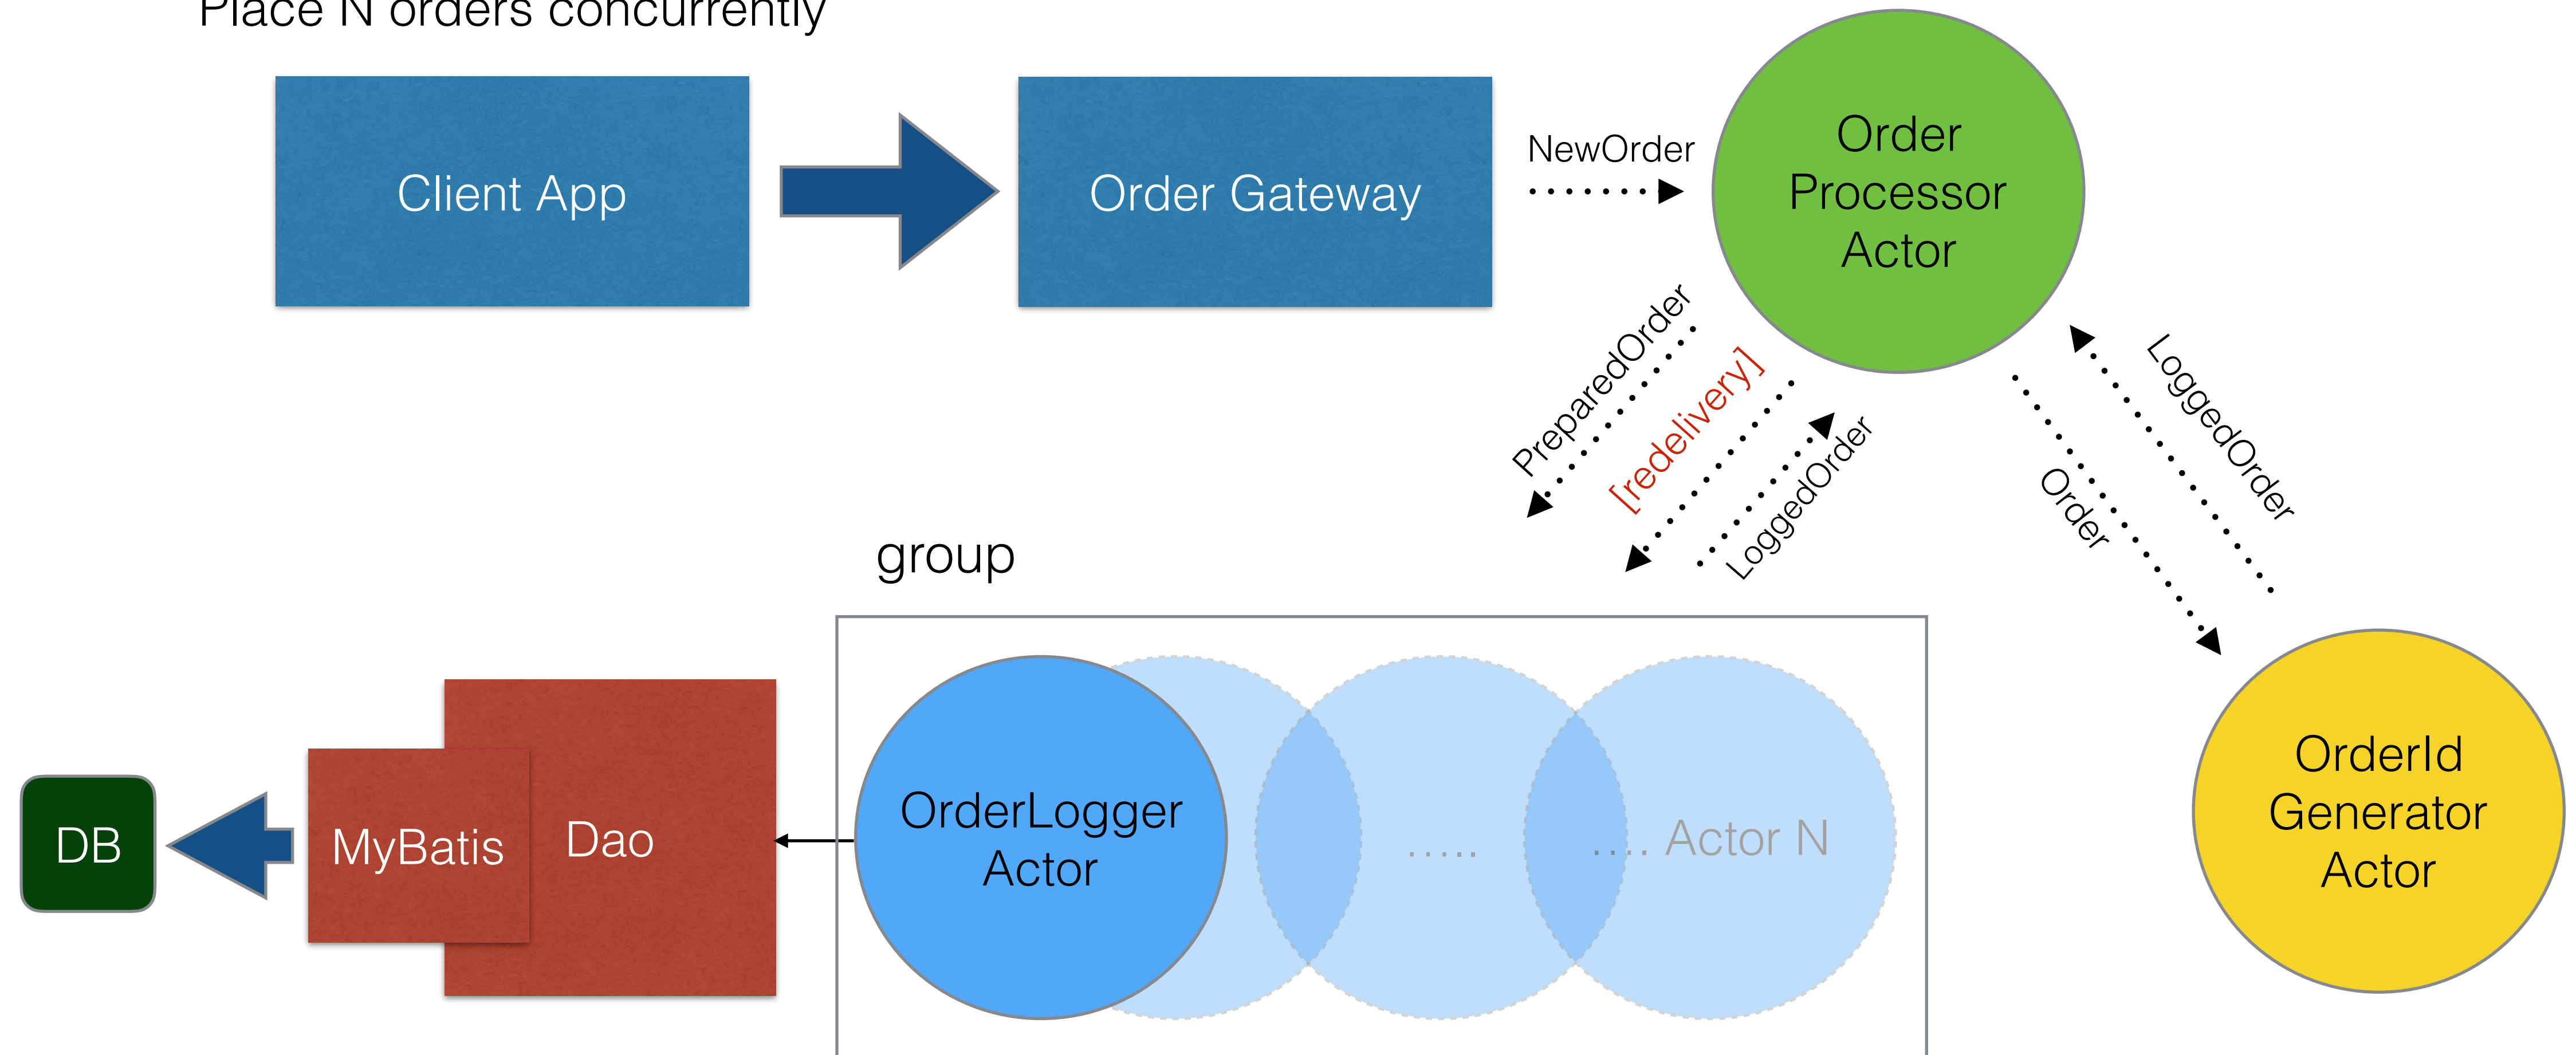 Place N orders concurrently
Client App
Order Gateway
NewOrder
Order
Processor
Actor
PreparedOrder
[redelivery]
LoggedOrder
LoggedOrder
Order
group
DB
MyBatis
Dao
OrderLogger
Actor
.....
.... Actor N
OrderId
Generator
Actor